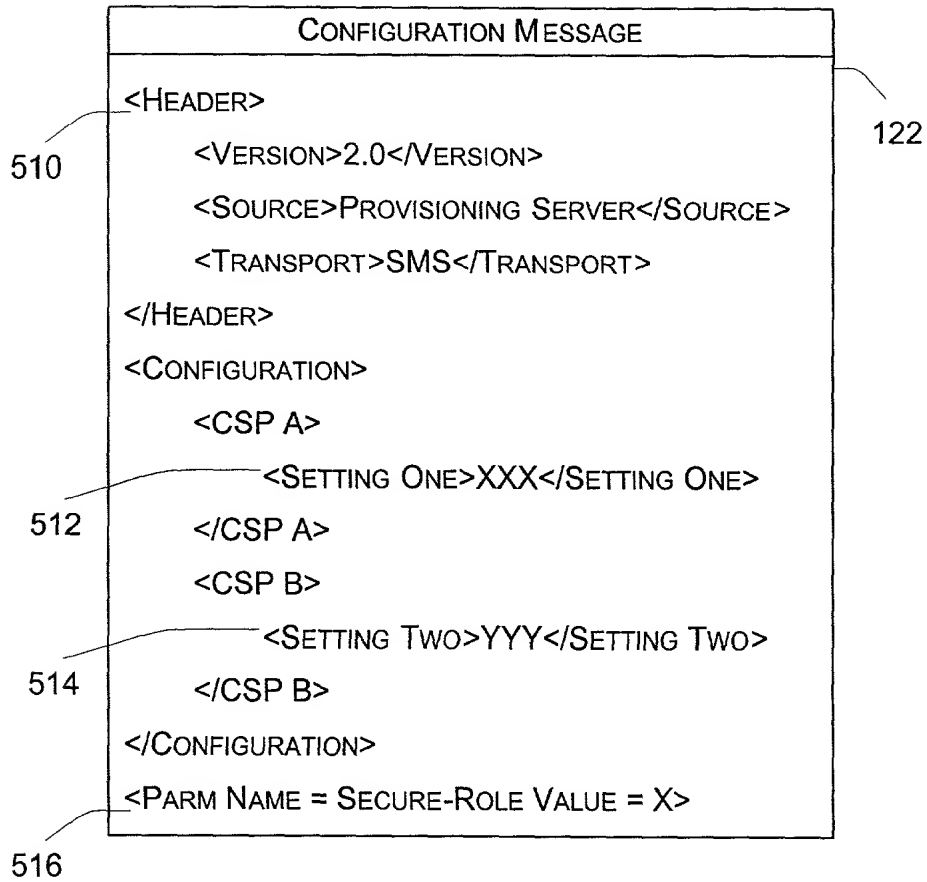 CONFIGURATION MESSAGE
<HEADER>
510
122
<VERSION>2.0</VERSION>
<SOURCE>PROVISIONING SERVER</SOURCE>
<TRANSPORT>SMS</TRANSPORT>
</HEADER>
<CONFIGURATION>
<CSP A>
<SETTING ONE>XXX</SETTING ONE>
512
</CSP A>
<CSP B>
<SETTING TWO>YYY</SETTING TWO>
514
</CSP B>
</CONFIGURATION>
<PARM NAME = SECURE-ROLE VALUE = X>
516